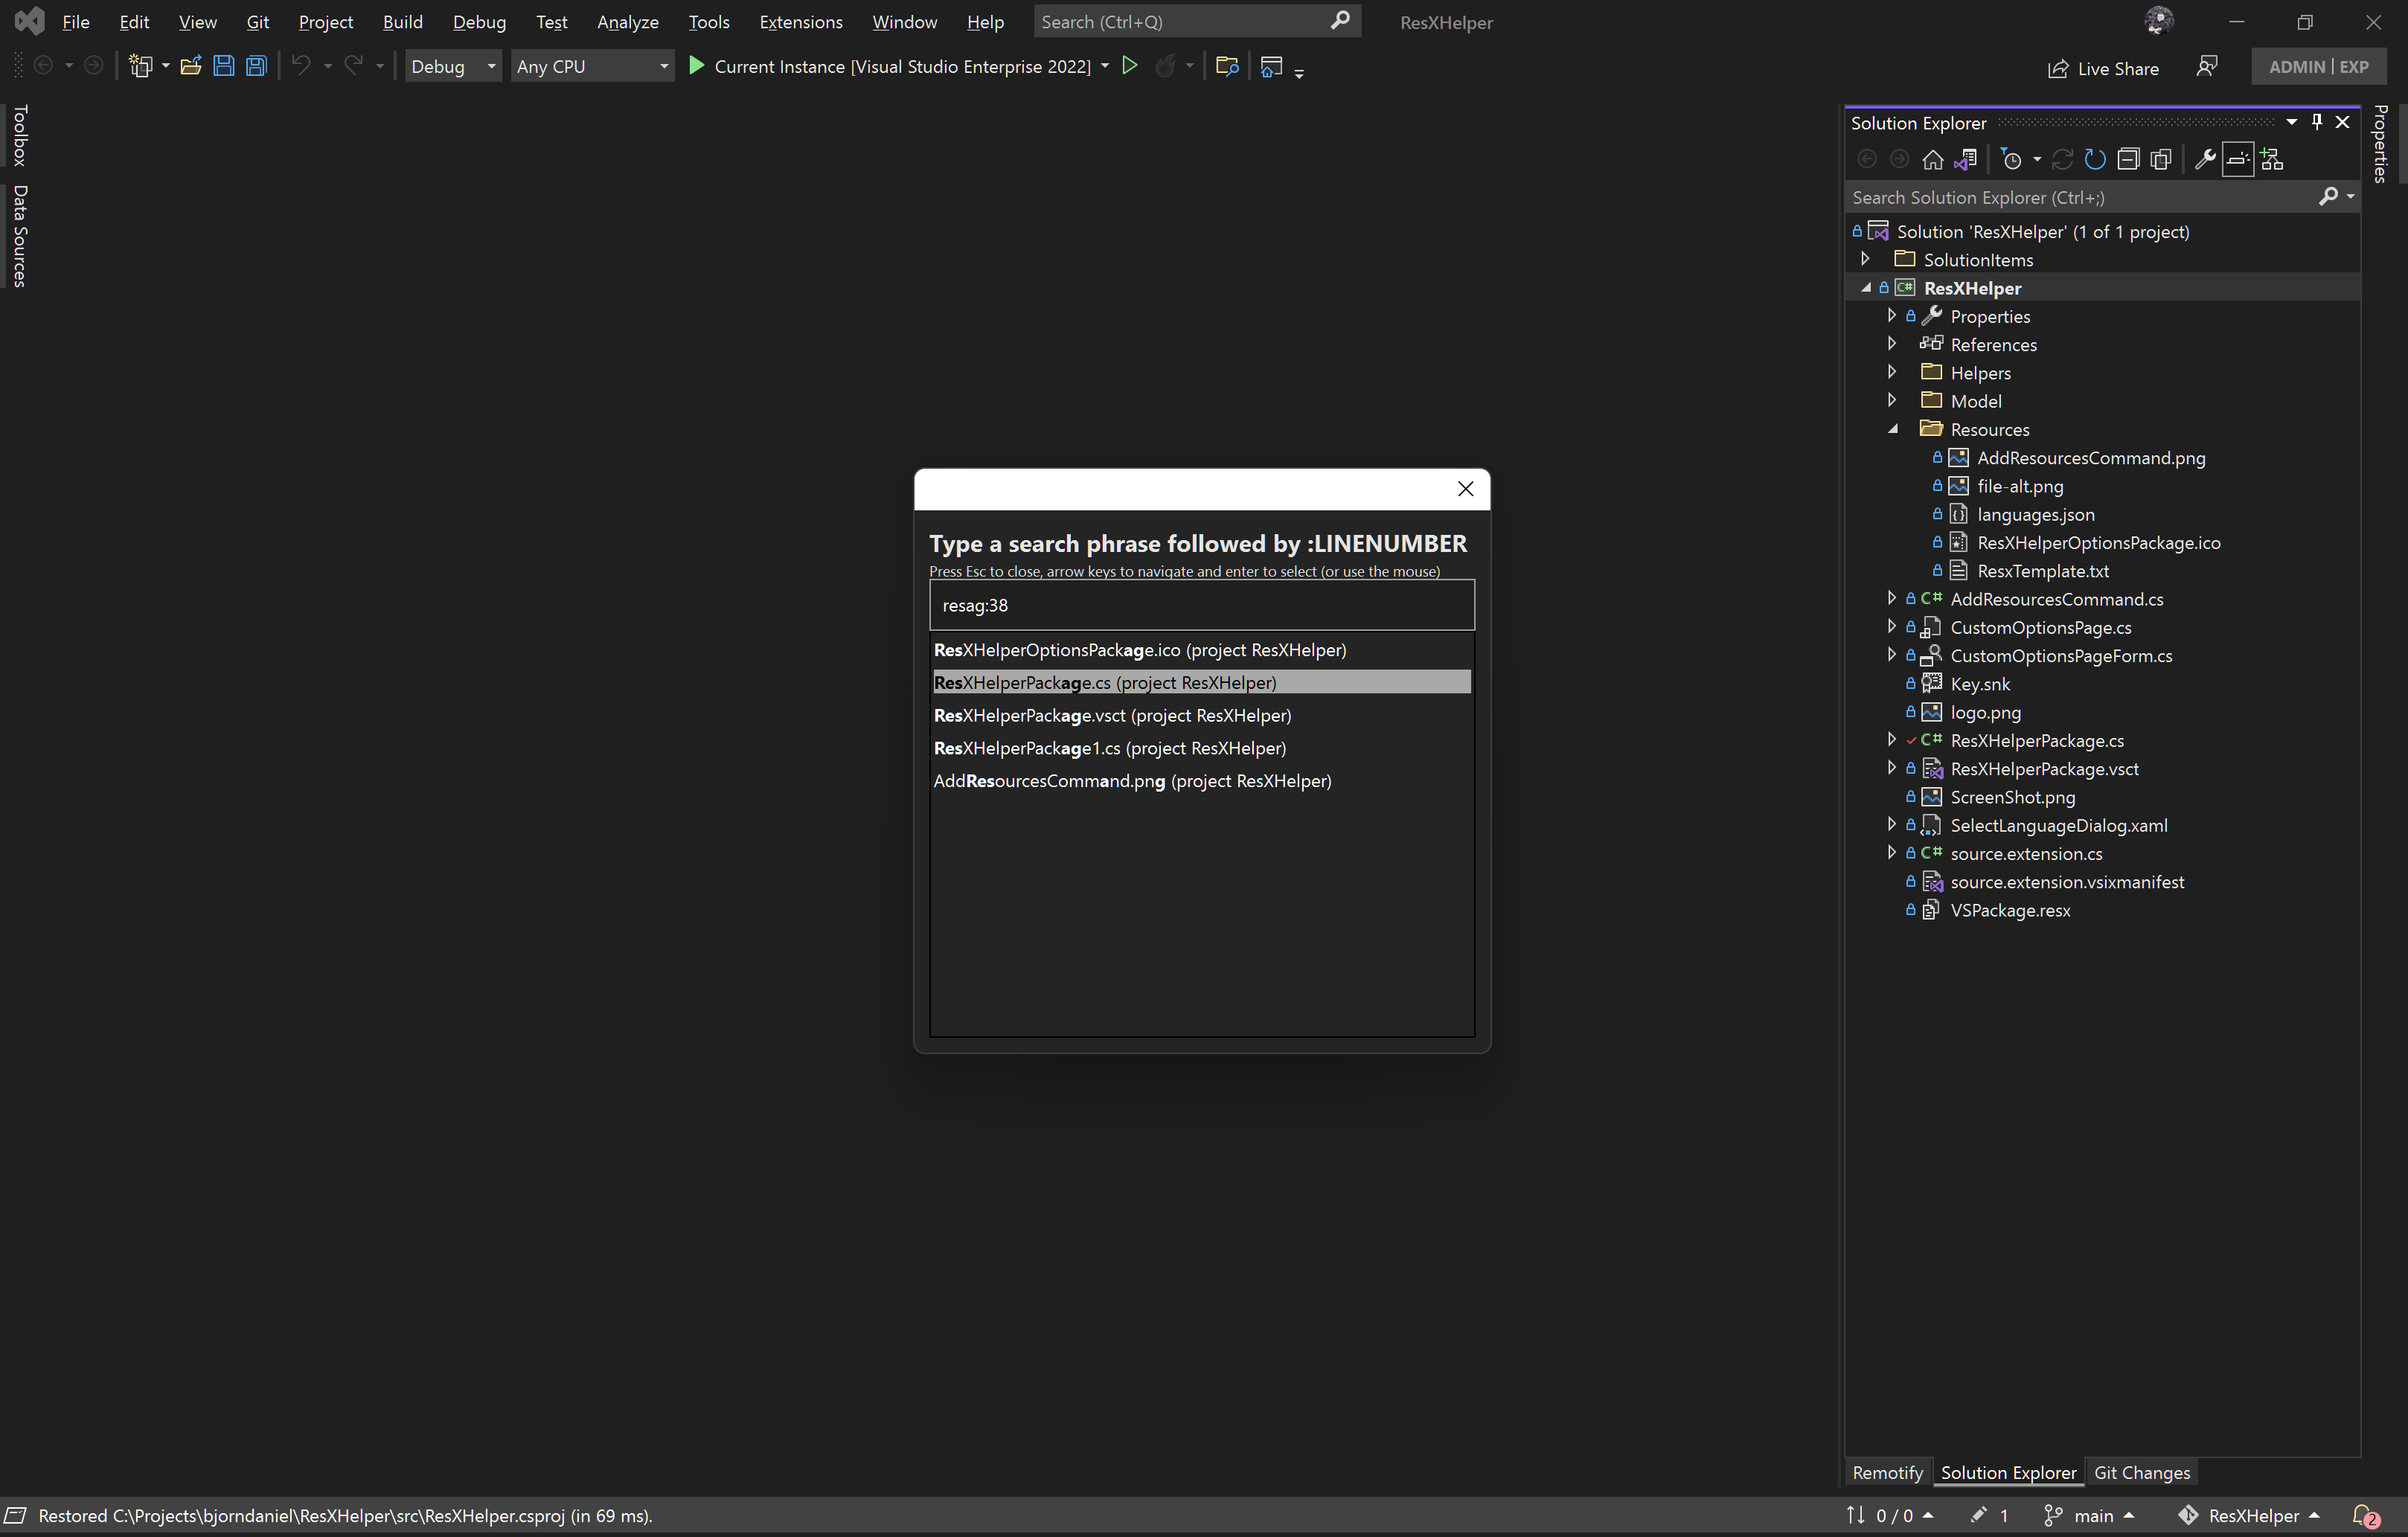 File Edit View Git Project Build Debug Test Analyze Tools Extensions Window Help Search (Ctrl+Q) ResXHelper
Debug Any CPU Current Instance [Visual Studio Enterprise 2022] Live Share ADMIN | EXP
Toolbox
Data Sources
Type a search phrase followed by :LINENUMBER
Press Esc to close, arrow keys to navigate and enter to select (or use the mouse)
resag:38
ResXHelperOptionsPackage.ico (project ResXHelper)
ResXHelperPackage.cs (project ResXHelper)
ResXHelperPackage.vsct (project ResXHelper)
ResXHelperPackage1.cs (project ResXHelper)
AddResourcesCommand.png (project ResXHelper)
Solution Explorer
Search Solution Explorer (Ctrl+;)
Solution 'ResXHelper' (1 of 1 project)
SolutionItems
C# ResXHelper
Properties
References
Helpers
Model
Resources
AddResourcesCommand.png
file-alt.png
languages.json
ResXHelperOptionsPackage.ico
ResxTemplate.txt
C# AddResourcesCommand.cs
CustomOptionsPage.cs
CustomOptionsPageForm.cs
Key.snk
logo.png
C# ResXHelperPackage.cs
ResXHelperPackage.vsct
ScreenShot.png
SelectLanguageDialog.xaml
C# source.extension.cs
source.extension.vsixmanifest
VSPackage.resx
Properties
Remotify Solution Explorer Git Changes
Restored C:\Projects\bjorndaniel\ResXHelper\src\ResXHelper.csproj (in 69 ms). 0 / 0 1 main ResXHelper 2